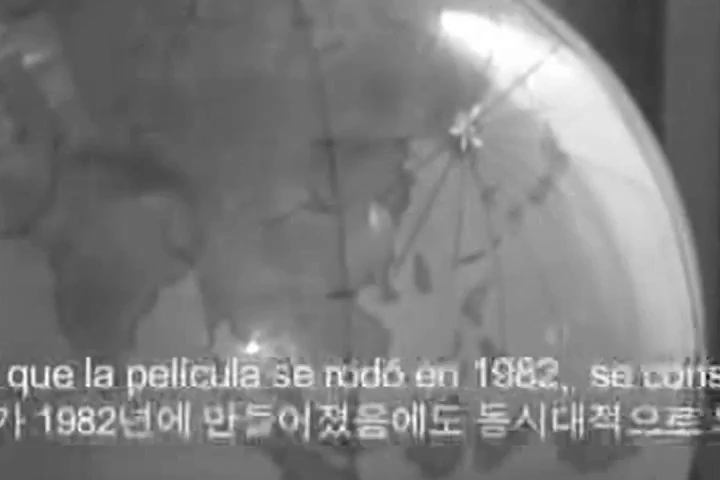 que la película se rodó en 1982, se cons
가 1982년에 만들어졌음에도 동시대적으로